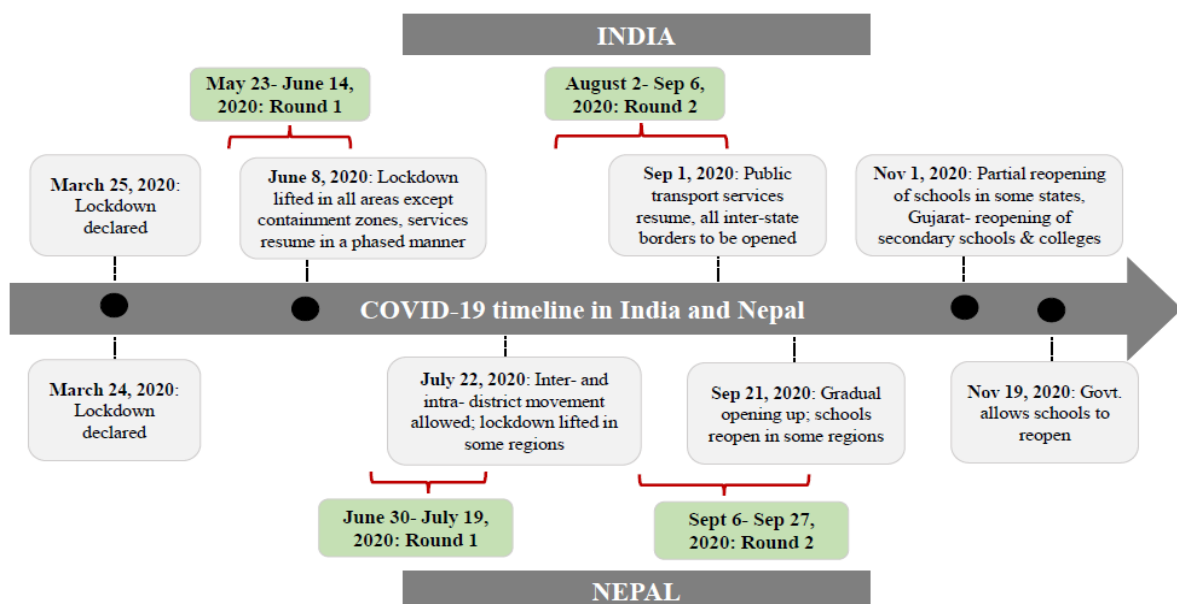 INDIA
May 23- June 14,
2020: Round 1
August 2- Sep 6,
2020: Round 2
March 25, 2020:
Lockdown
declared
June 8, 2020: Lockdown
lifted in all areas except
containment zones, services
resume in a phased manner
Sep 1, 2020: Public
transport services
resume, all inter-state
borders to be opened
Nov 1, 2020: Partial reopening
of schools in some states,
Gujarat- reopening of
secondary schools & colleges
COVID-19 timeline in India and Nepal
March 24, 2020:
Lockdown
declared
July 22, 2020: Inter- and
intra- district movement
allowed; lockdown lifted in
some regions
Sep 21, 2020: Gradual
opening up; schools
reopen in some regions
Nov 19, 2020: Govt.
allows schools to
reopen
June 30- July 19,
2020: Round 1
Sept 6- Sep 27,
2020: Round 2
NEPAL